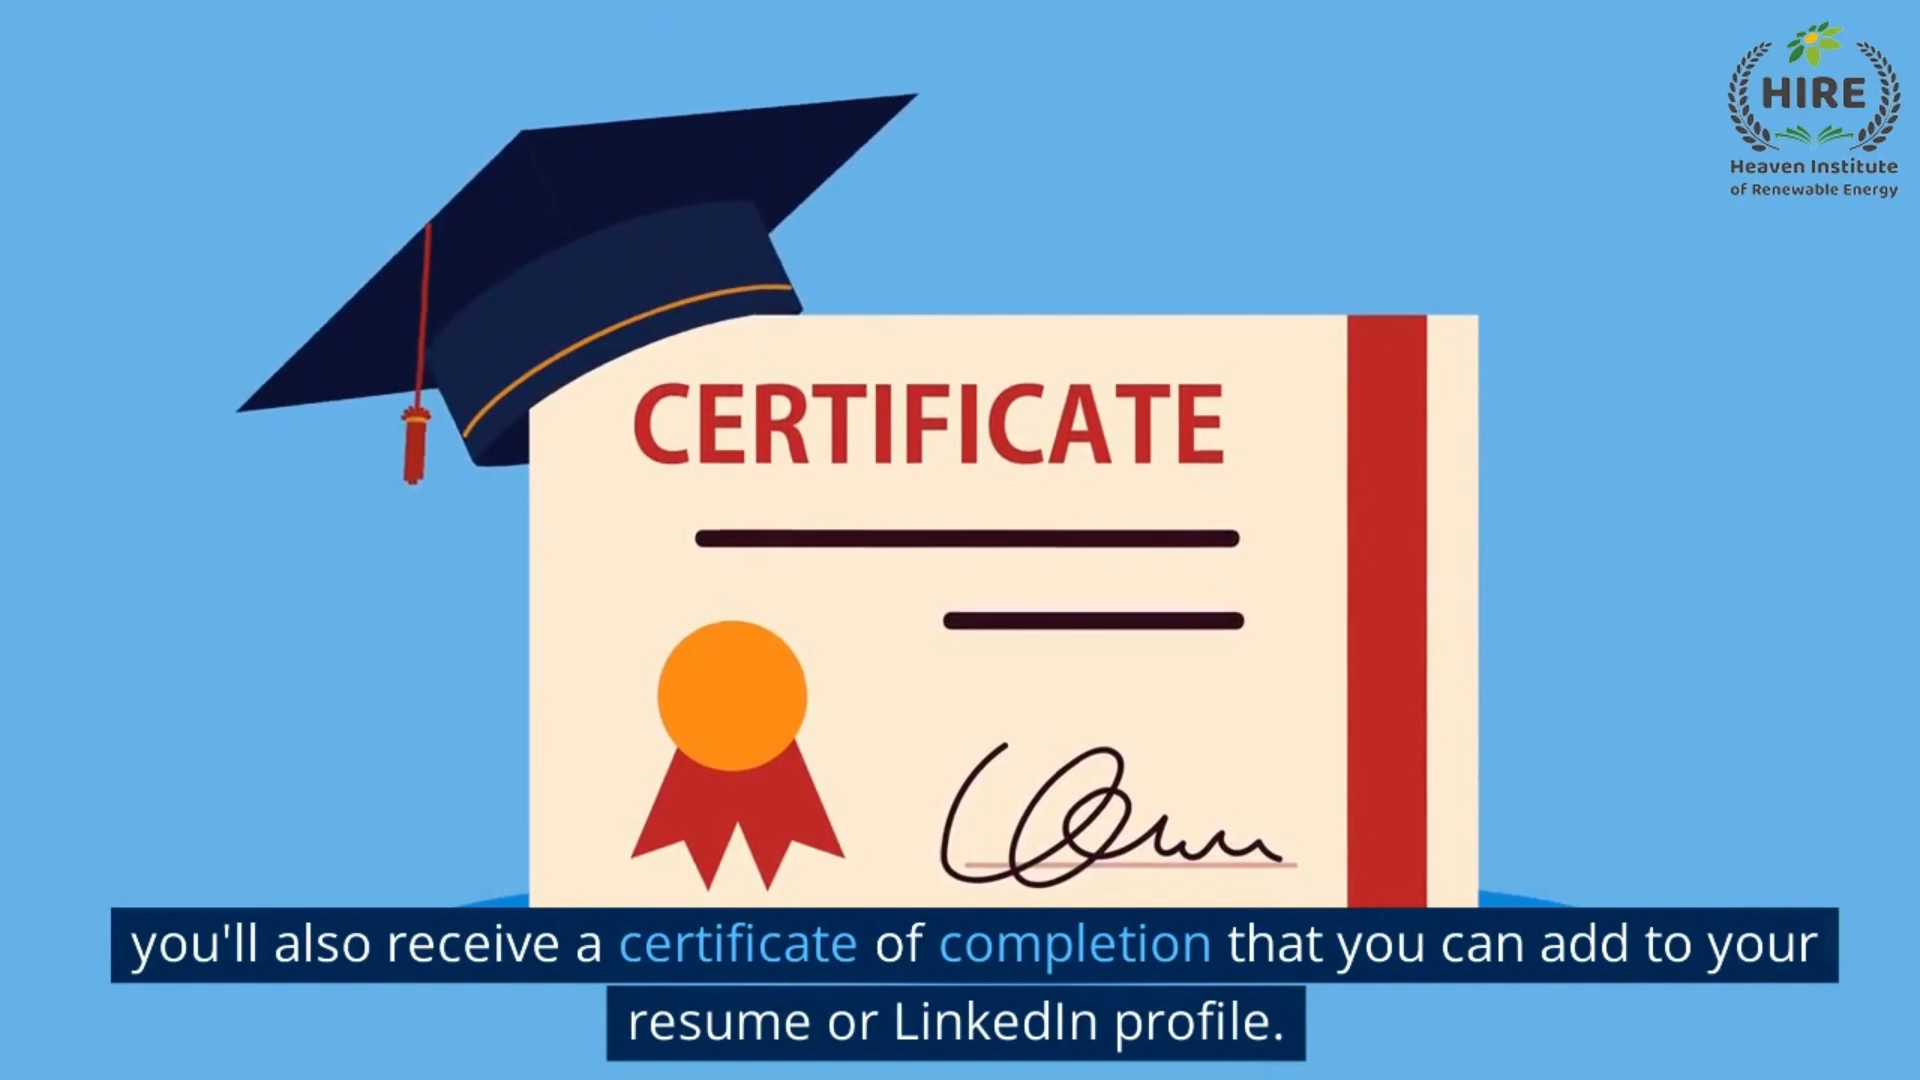 HIRE
Heaven Institute
of Renewable Energy
CERTIFICATE
you'll also receive a certificate of completion that you can add to your
resume or LinkedIn profile.